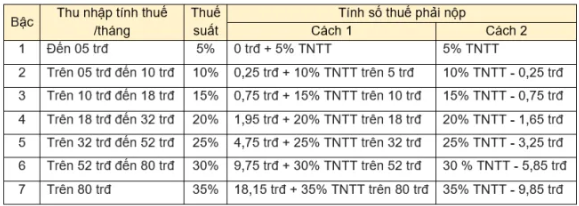 Bậc Thu nhập tính thuế /tháng Thuế suất Tính số thuế phải nộp
Cách 1 Cách 2
1 Đến 05 trđ 5% 0 trđ + 5% TNTT 5% TNTT
2 Trên 05 trđ đến 10 trđ 10% 0,25 trđ + 10% TNTT trên 5 trđ 10% TNTT - 0,25 trđ
3 Trên 10 trđ đến 18 trđ 15% 0,75 trđ + 15% TNTT trên 10 trđ 15% TNTT - 0,75 trđ
4 Trên 18 trđ đến 32 trđ 20% 1,95 trđ + 20% TNTT trên 18 trđ 20% TNTT - 1,65 trđ
5 Trên 32 trđ đến 52 trđ 25% 4,75 trđ + 25% TNTT trên 32 trđ 25% TNTT - 3,25 trđ
6 Trên 52 trđ đến 80 trđ 30% 9,75 trđ + 30% TNTT trên 52 trđ 30 % TNTT - 5,85 trđ
7 Trên 80 trđ 35% 18,15 trđ + 35% TNTT trên 80 trđ 35% TNTT - 9,85 trđ